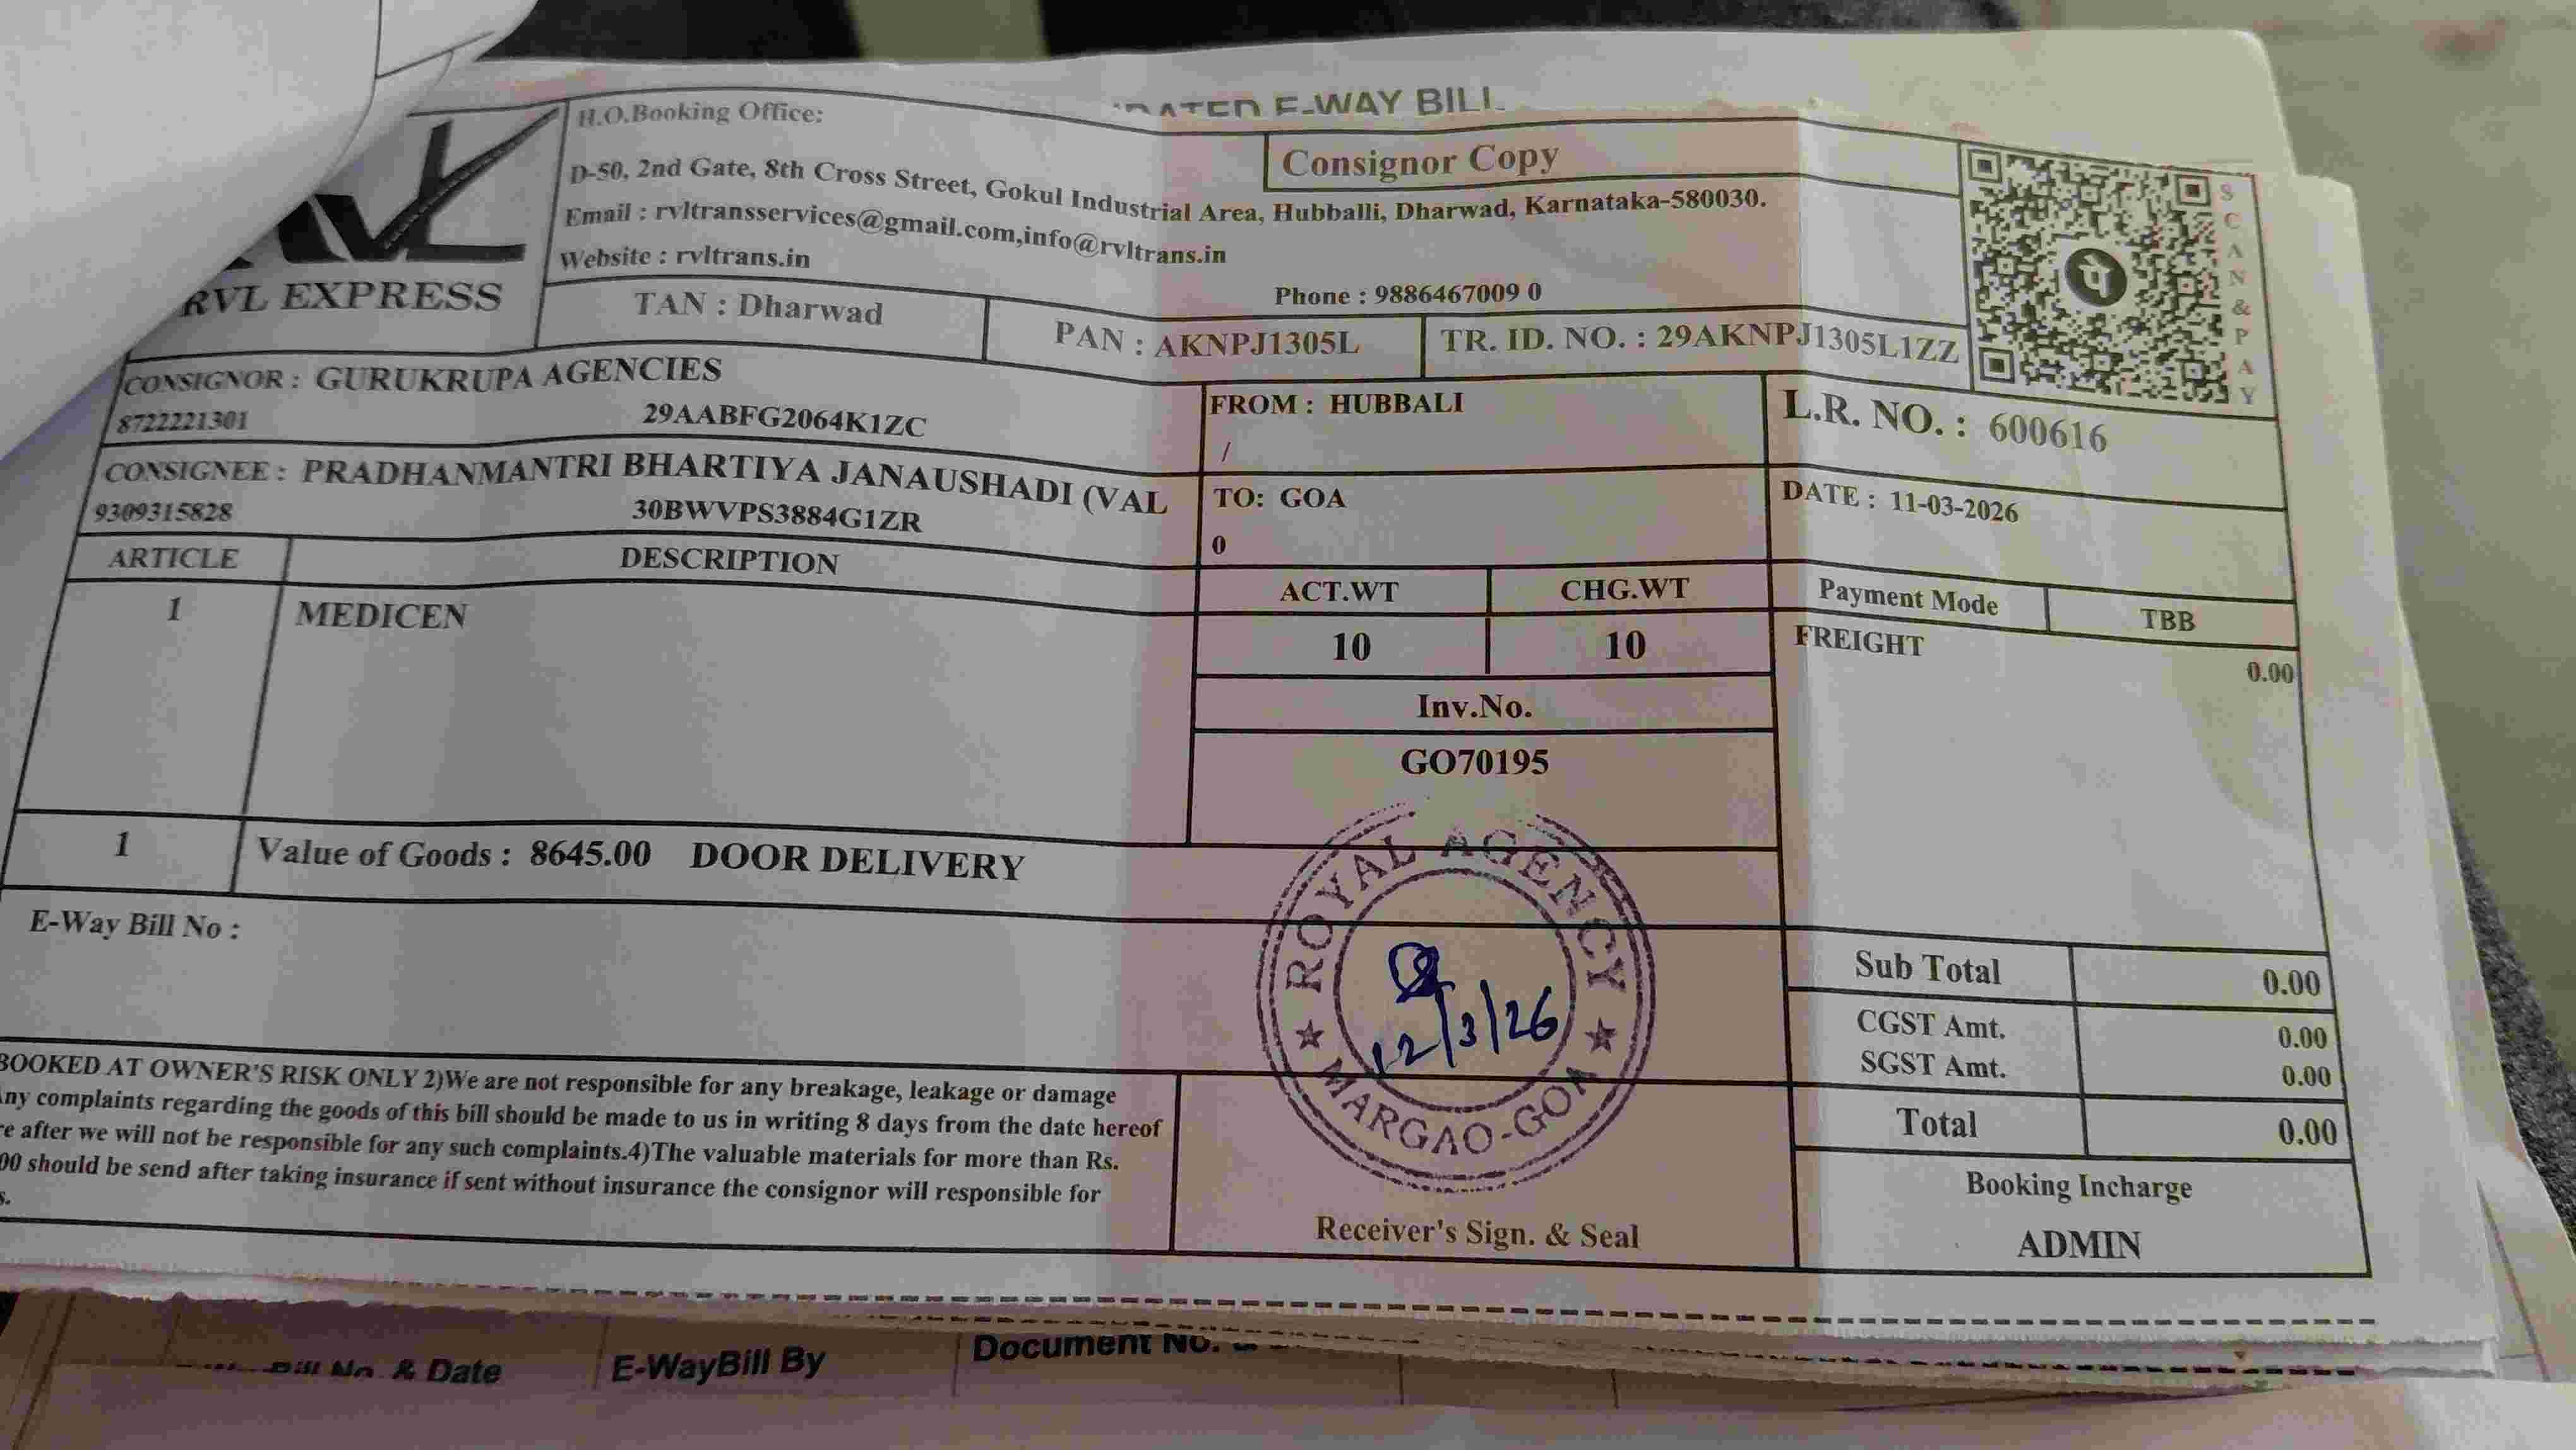 E-WAY BILL
H.O.Booking Office:
Consignor Copy
D-50, 2nd Gate, 8th Cross Street, Gokul Industrial Area, Hubballi, Dharwad, Karnataka-580030.
Email : rvltransservices@gmail.com,info@rvltrans.in
Website : rvltrans.in
Phone : 9886467009 0
RVL EXPRESS
SCAN & PAY
पे
TAN : Dharwad
PAN : AKNPJ1305L
TR. ID. NO. : 29AKNPJ1305L1ZZ
CONSIGNOR : GURUKRUPA AGENCIES
8722221301 29AABFG2064K1ZC
FROM : HUBBALI
/
L.R. NO. : 600616
CONSIGNEE : PRADHANMANTRI BHARTIYA JANAUSHADI (VAL
9309315828 30BWVPS3884G1ZR
TO: GOA
0
DATE : 11-03-2026
ARTICLE DESCRIPTION ACT.WT CHG.WT Payment Mode TBB
1 MEDICEN 10 10 FREIGHT 0.00
Inv.No.
GO70195
1 Value of Goods : 8645.00 DOOR DELIVERY
E-Way Bill No :
ROYAL AGENCY
12/3/26
★ MARGAO-GOA ★
Sub Total 0.00
CGST Amt. 0.00
SGST Amt. 0.00
Total 0.00
BOOKED AT OWNER'S RISK ONLY 2)We are not responsible for any breakage, leakage or damage
ny complaints regarding the goods of this bill should be made to us in writing 8 days from the date hereof
re after we will not be responsible for any such complaints.4)The valuable materials for more than Rs.
00 should be send after taking insurance if sent without insurance the consignor will responsible for
s.
Receiver's Sign. & Seal
Booking Incharge
ADMIN
Bill No. & Date E-WayBill By Document No.